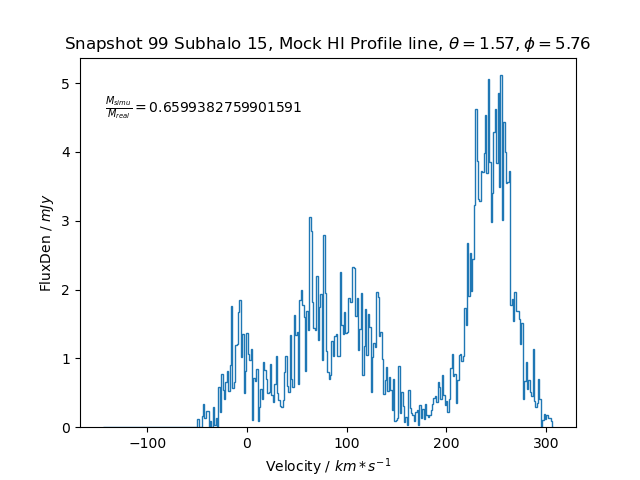 Snapshot 99 Subhalo 15, Mock HI Profile line, θ = 1.57, ϕ = 5.76
M_simu/M_real = 0.6599382759901591
5
4
3
2
1
0
FluxDen / mJy
−100 0 100 200 300
Velocity / km * s⁻¹